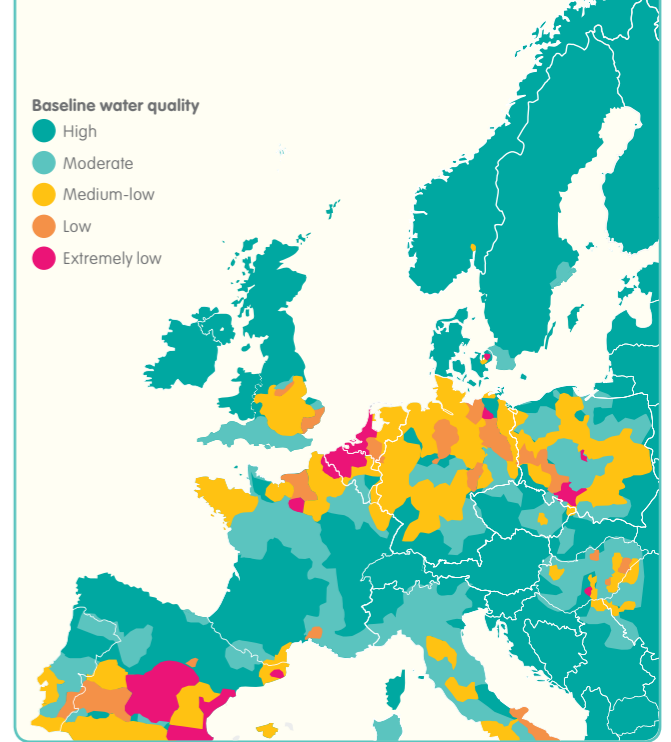 Baseline water quality
High
Moderate
Medium-low
Low
Extremely low